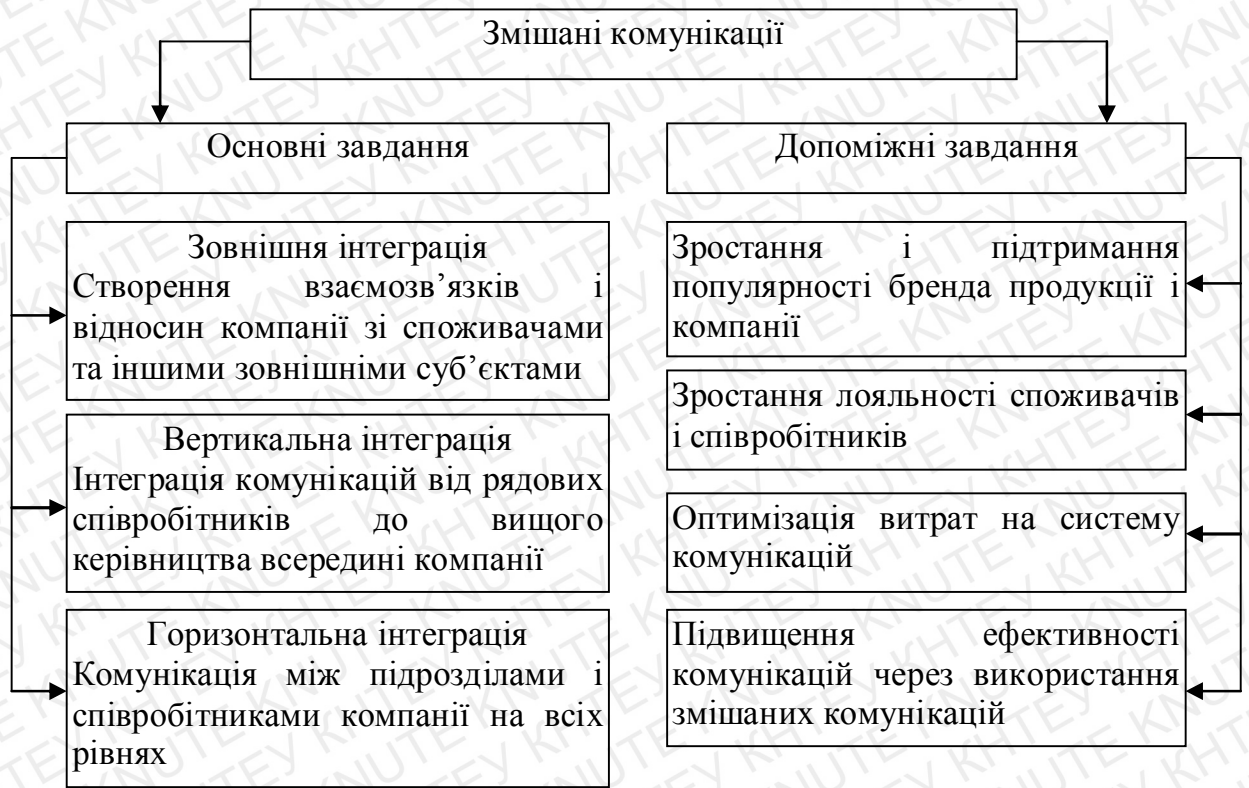 Змішані комунікації
Основні завдання
Зовнішня інтеграція
Створення взаємозв’язків і
відносин компанії зі споживачами
та іншими зовнішніми суб’єктами
Вертикальна інтеграція
Інтеграція комунікацій від рядових
співробітників до вищого
керівництва всередині компанії
Горизонтальна інтеграція
Комунікація між підрозділами і
співробітниками компанії на всіх
рівнях
Допоміжні завдання
Зростання і підтримання
популярності бренда продукції і
компанії
Зростання лояльності споживачів
і співробітників
Оптимізація витрат на систему
комунікацій
Підвищення ефективності
комунікацій через використання
змішаних комунікацій